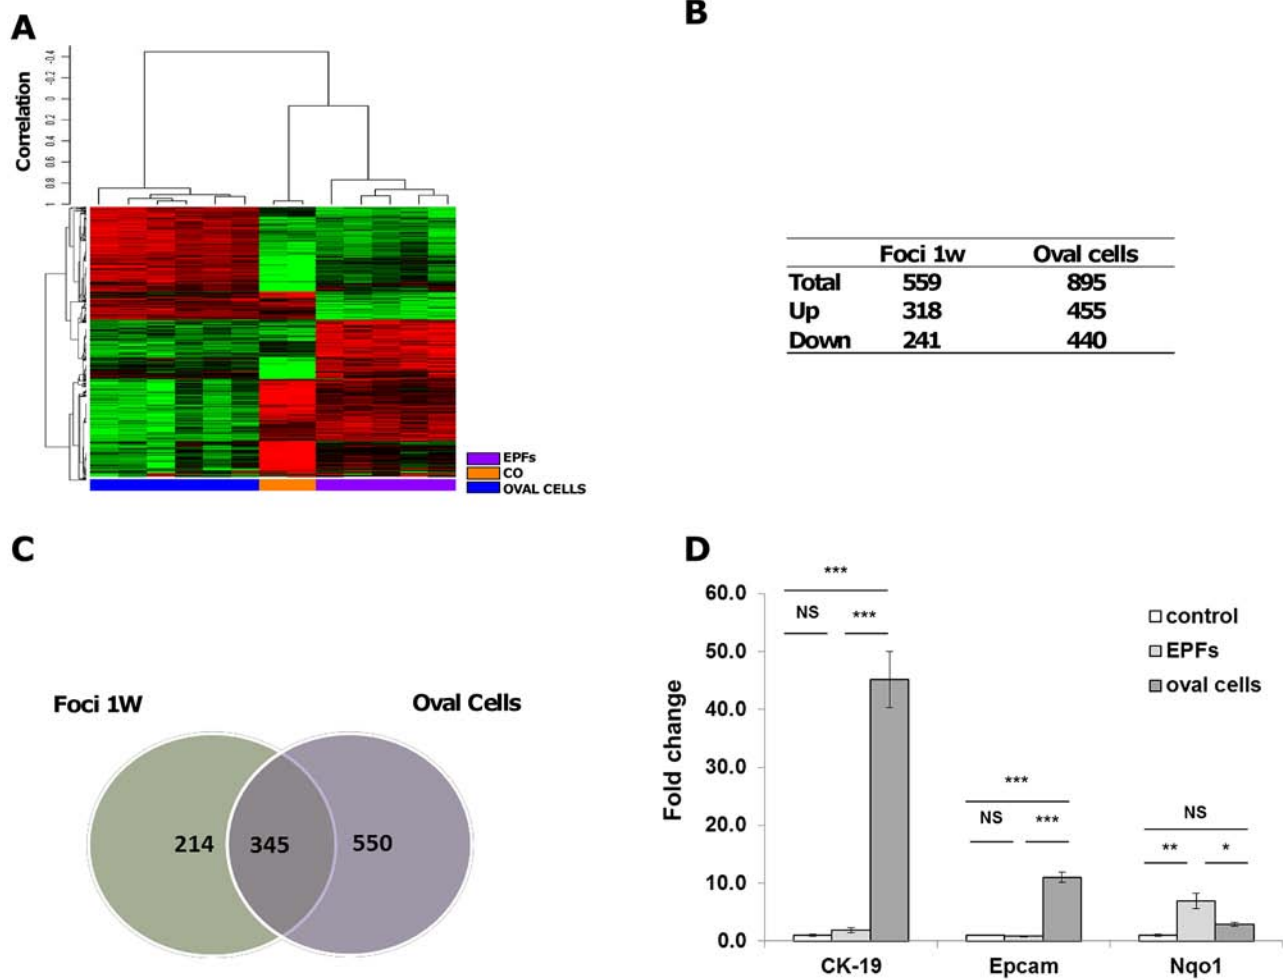 A
Correlation
-0.4
-0.2
0
0.2
0.4
0.6
0.8
1
EPFs
CO
OVAL CELLS
B
Foci 1w Oval cells
Total 559 895
Up 318 455
Down 241 440
C
Foci 1W Oval Cells
214 345 550
D
Fold change
60.0
50.0
40.0
30.0
20.0
10.0
0.0
***
NS ***
***
NS ***
NS
** *
control
EPFs
oval cells
CK-19 Epcam Nqo1